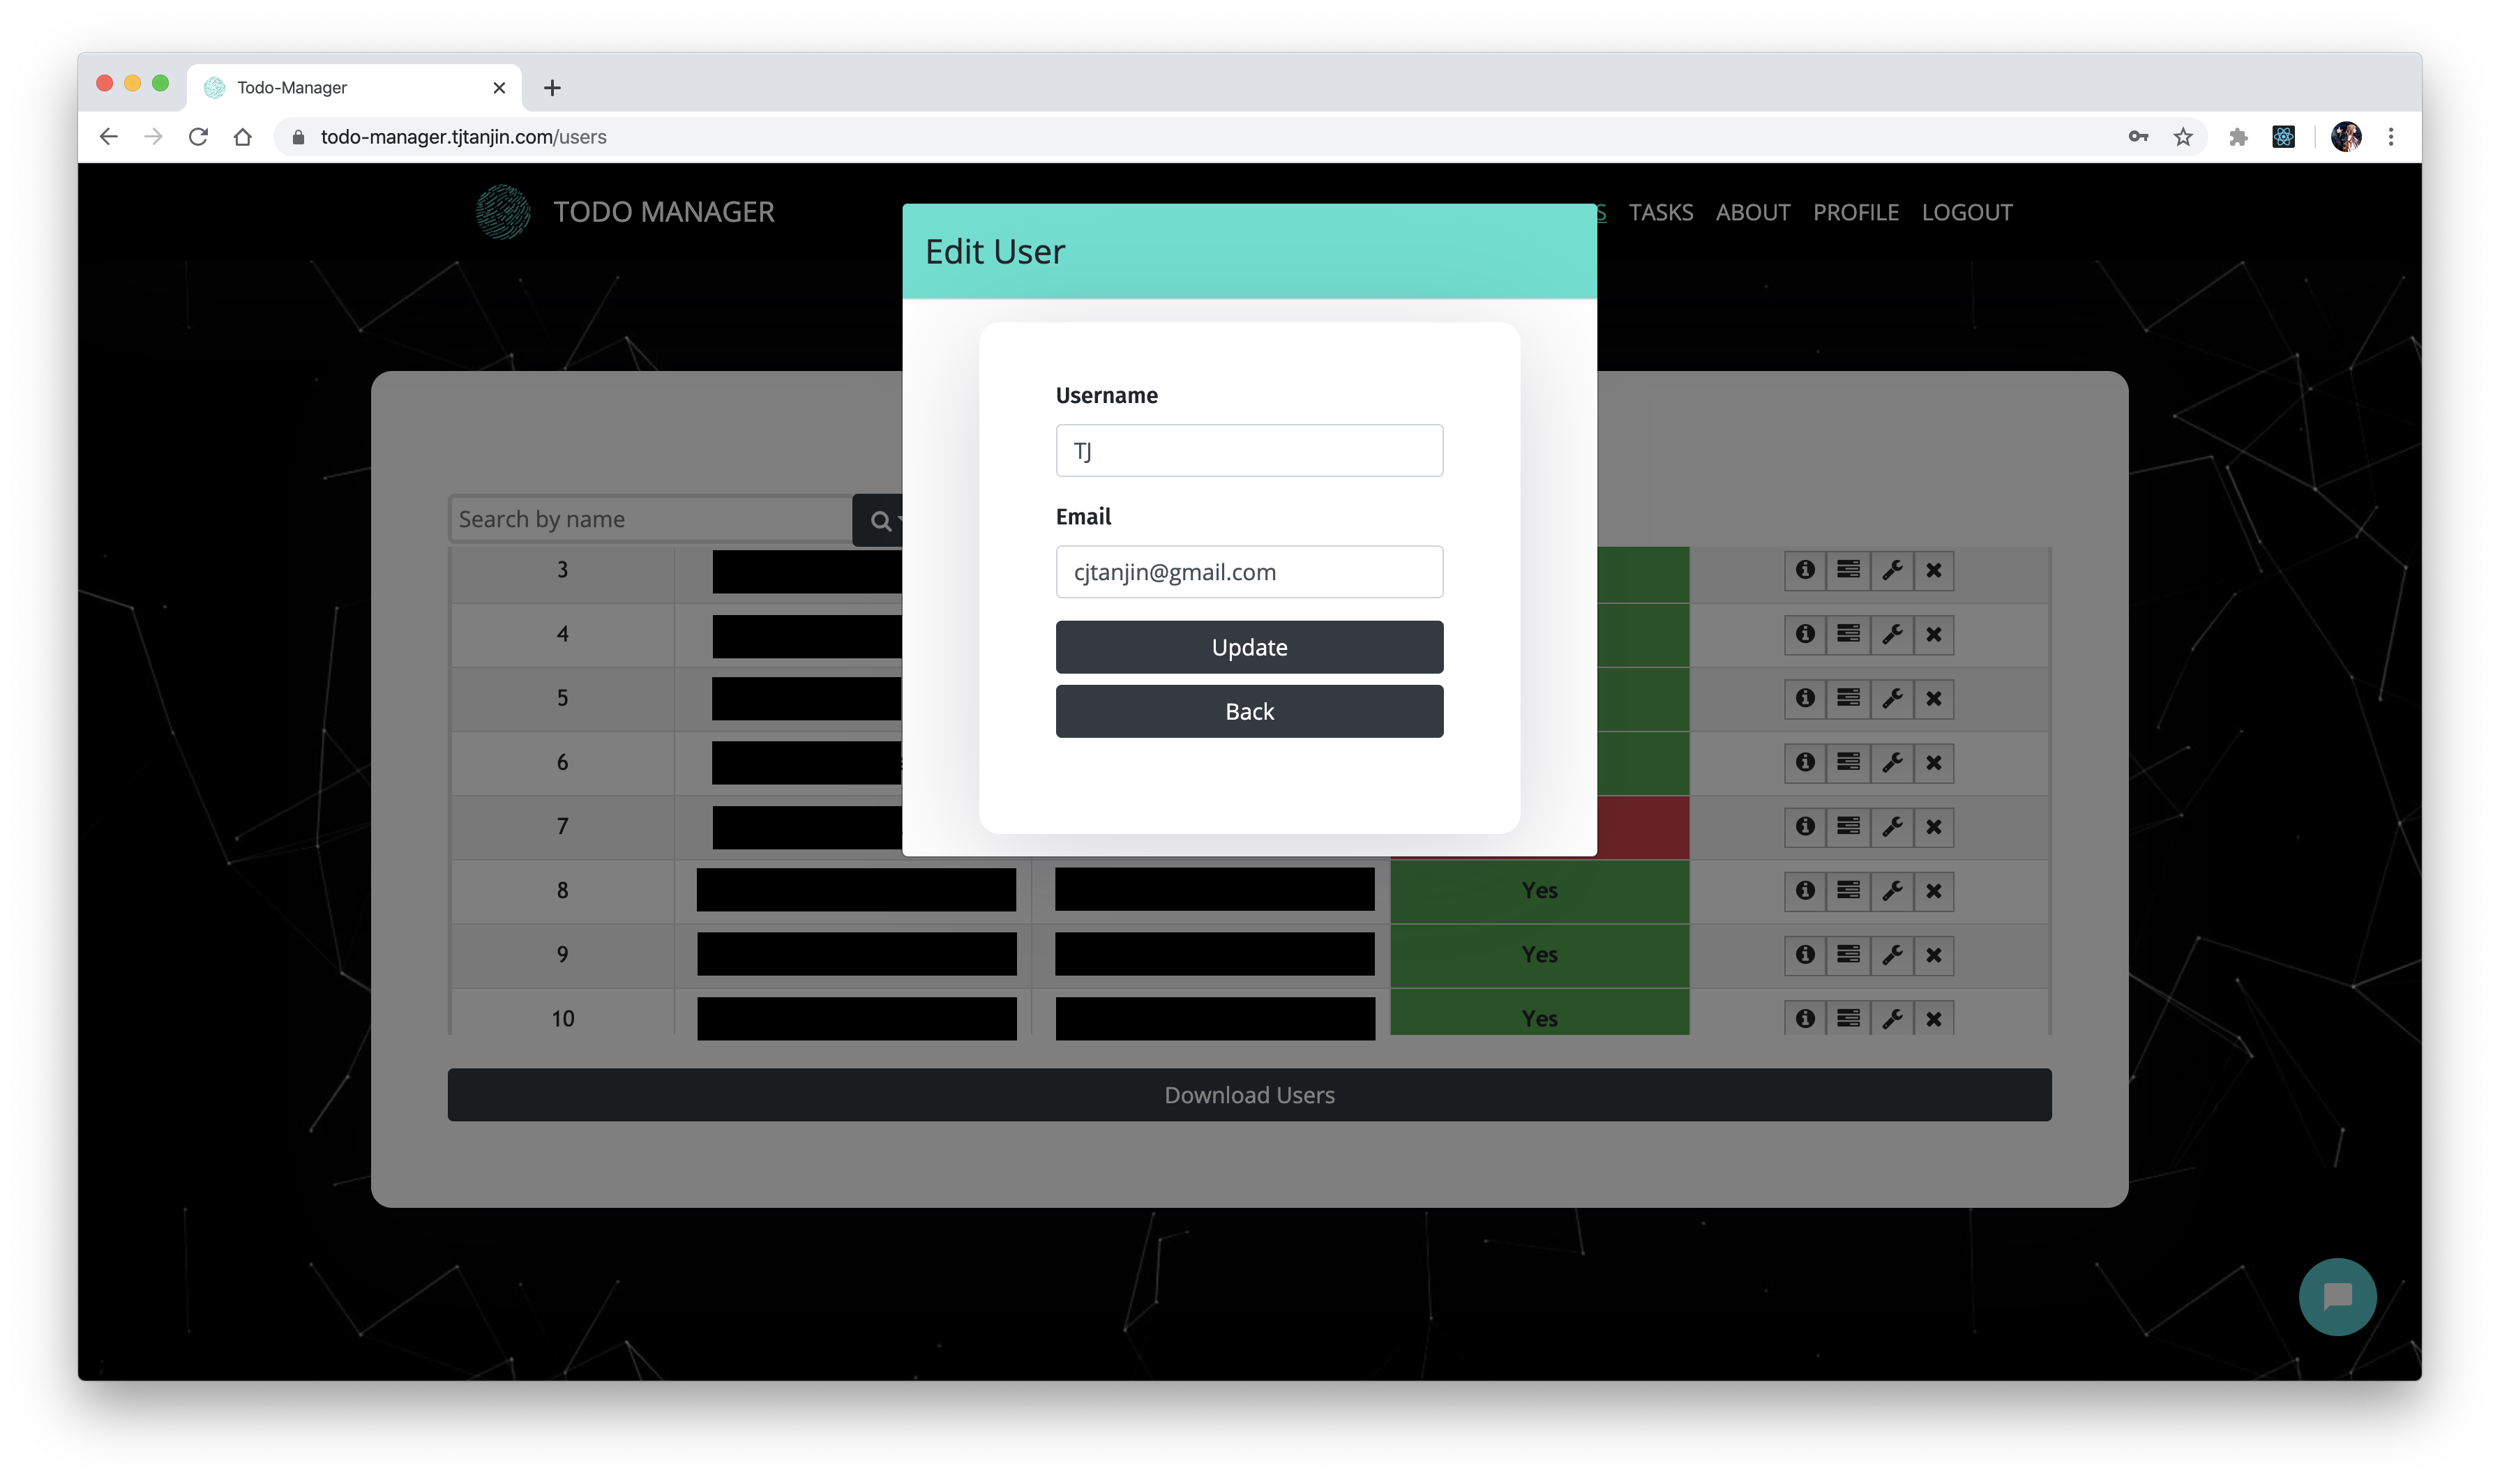 Todo-Manager
todo-manager.tjtanjin.com/users
TODO MANAGER
S TASKS ABOUT PROFILE LOGOUT
Edit User
Username
TJ
Email
cjtanjin@gmail.com
Update
Back
Search by name
3
4
5
6
7
8 Yes
9 Yes
10 Yes
Download Users